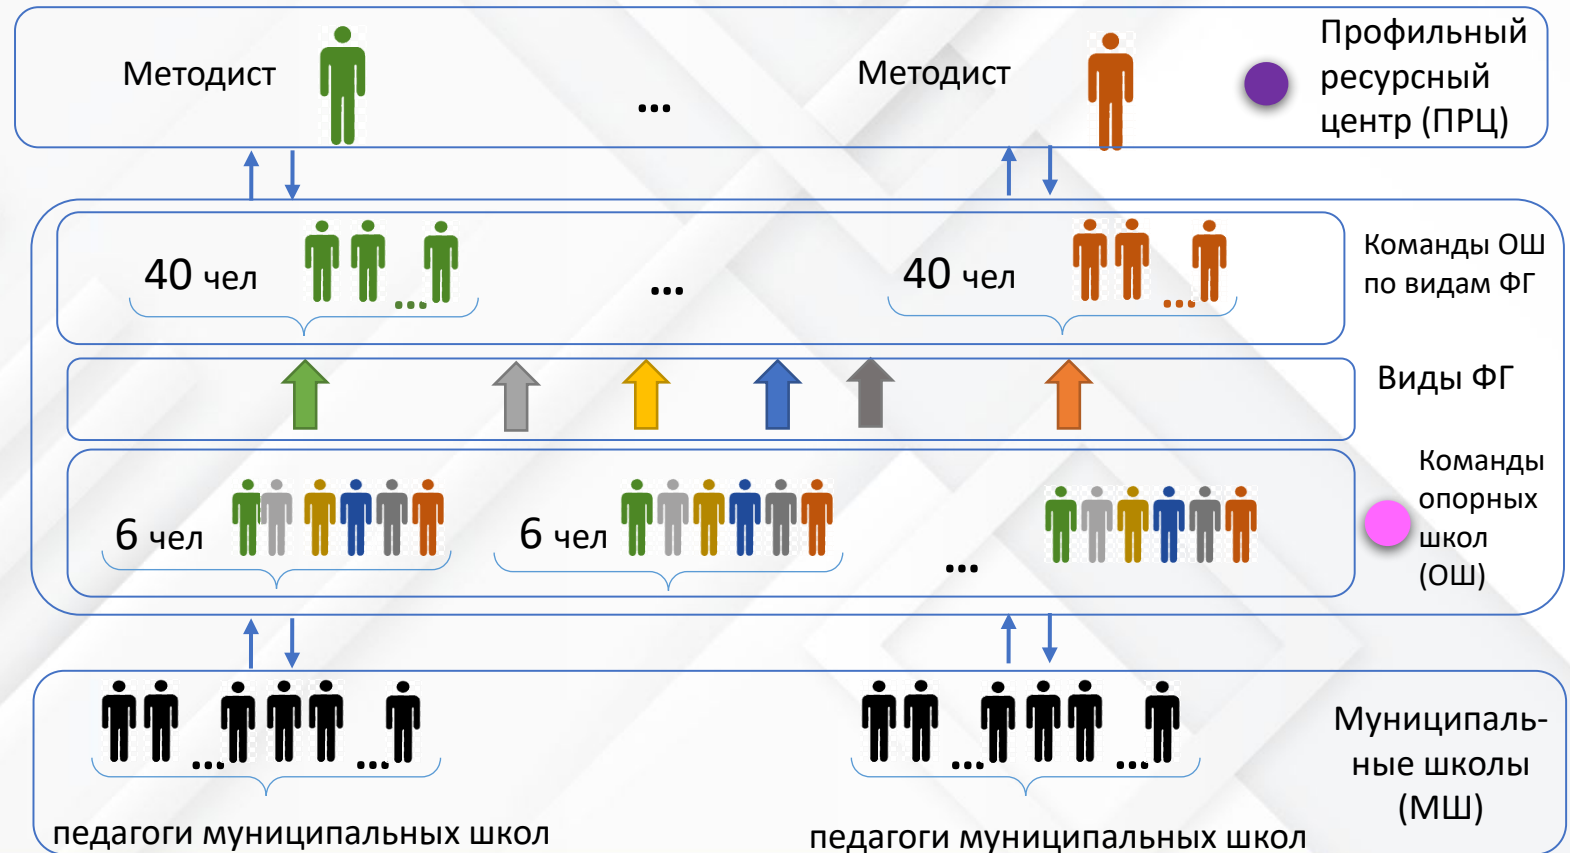 Методист
...
Методист
Профильный
ресурсный
центр (ПРЦ)
40 чел
...
...
40 чел
...
Команды ОШ
по видам ФГ
Виды ФГ
6 чел
6 чел
...
Команды
опорных
школ
(ОШ)
...
...
...
...
педагоги муниципальных школ
педагоги муниципальных школ
Муниципаль-
ные школы
(МШ)